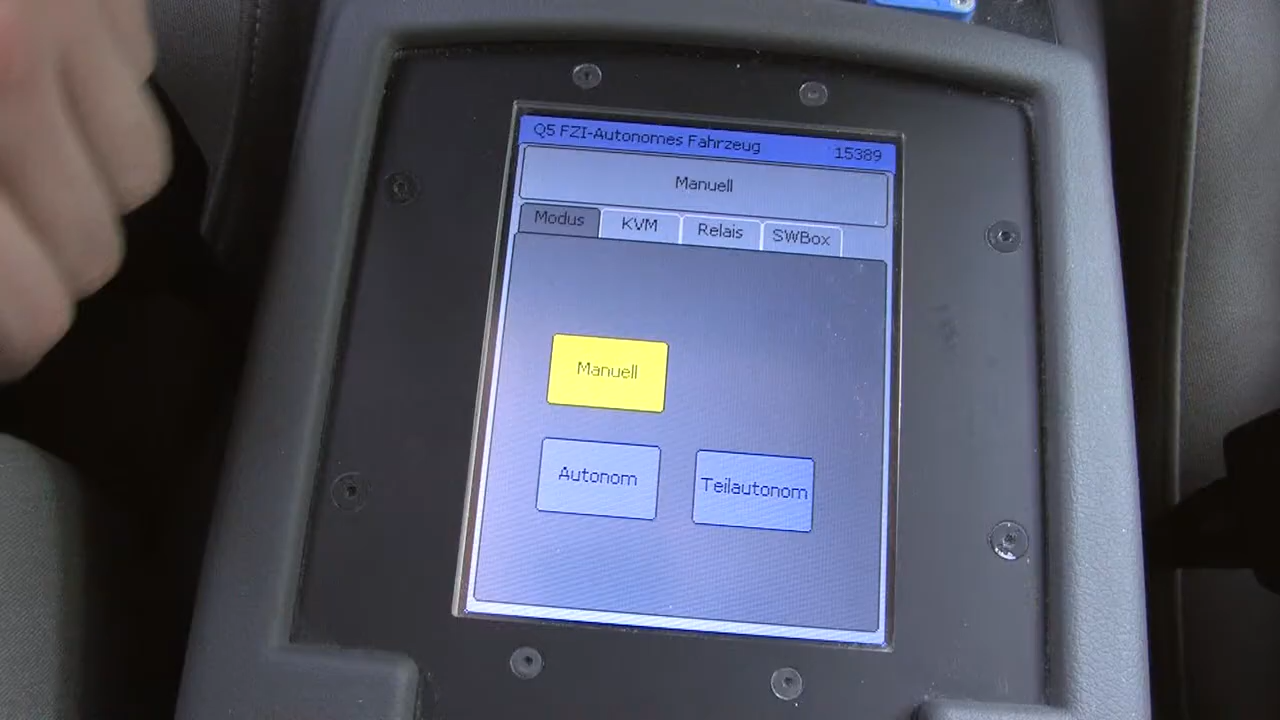 Q5 FZI-Autonomes Fahrzeug 15389
Manuell
Modus KVM Relais SWBox
Manuell
Autonom Teilautonom